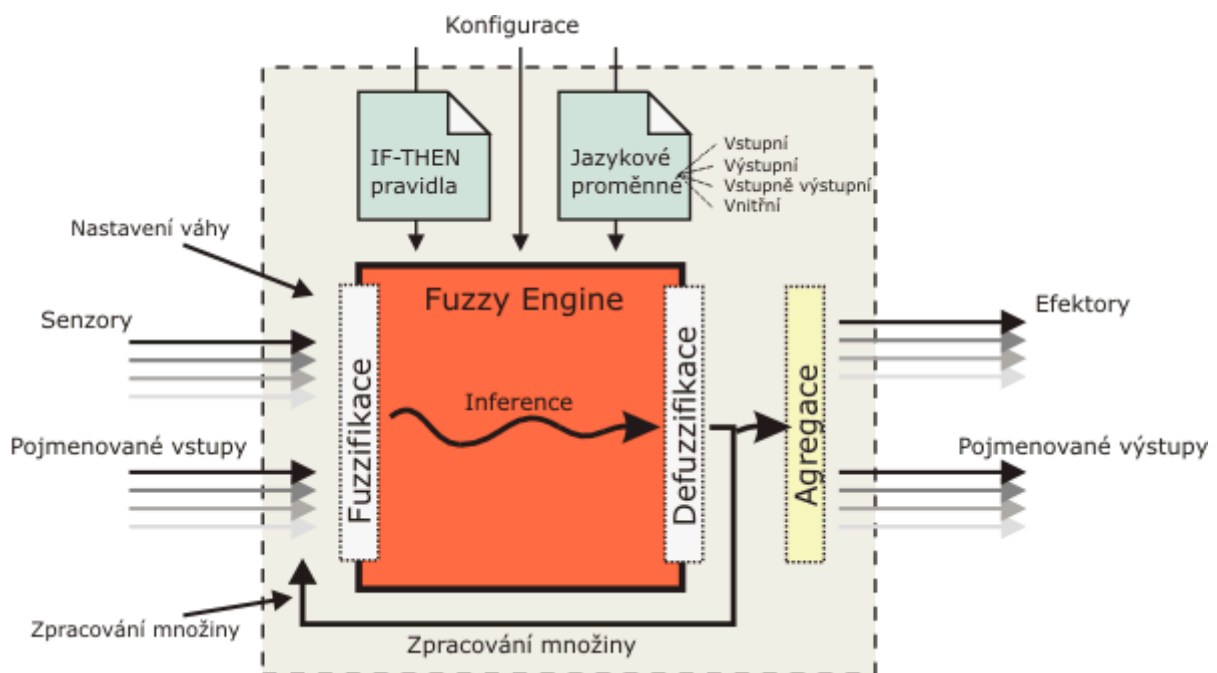 Konfigurace
IF-THEN
pravidla
Jazykové
proměnné
Vstupní
Výstupní
Vstupně výstupní
Vnitřní
Nastavení váhy
Senzory
Pojmenované vstupy
Zpracování množiny
Fuzzifikace
Fuzzy Engine
Inference
Defuzzifikace
Agregace
Efektory
Pojmenované výstupy
Zpracování množiny